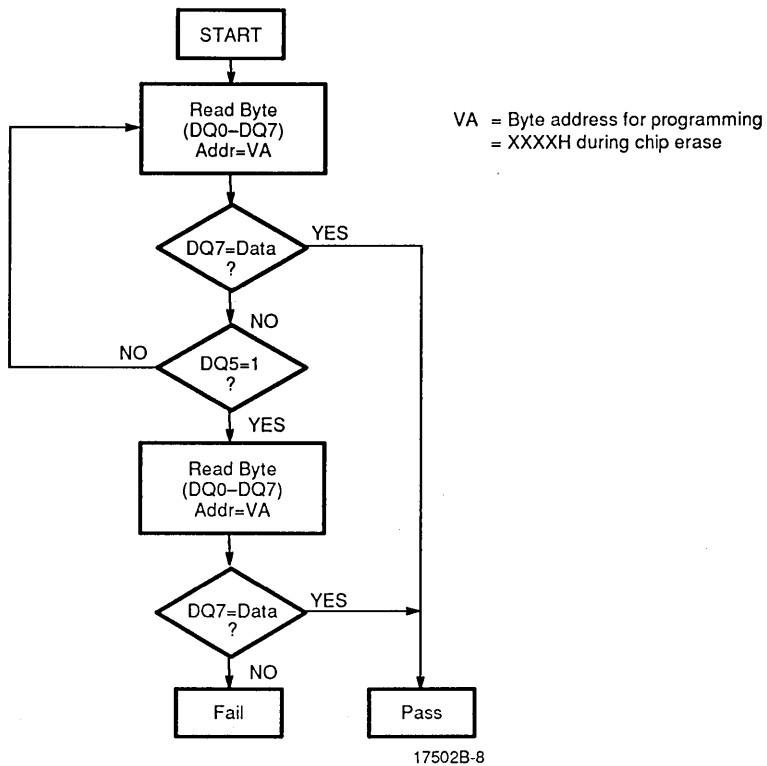 START
Read Byte
(DQ0–DQ7)
Addr=VA
VA = Byte address for programming
= XXXXH during chip erase
DQ7=Data
?
YES
NO
DQ5=1
?
NO
YES
Read Byte
(DQ0–DQ7)
Addr=VA
DQ7=Data
?
YES
NO
Fail
Pass
17502B-8